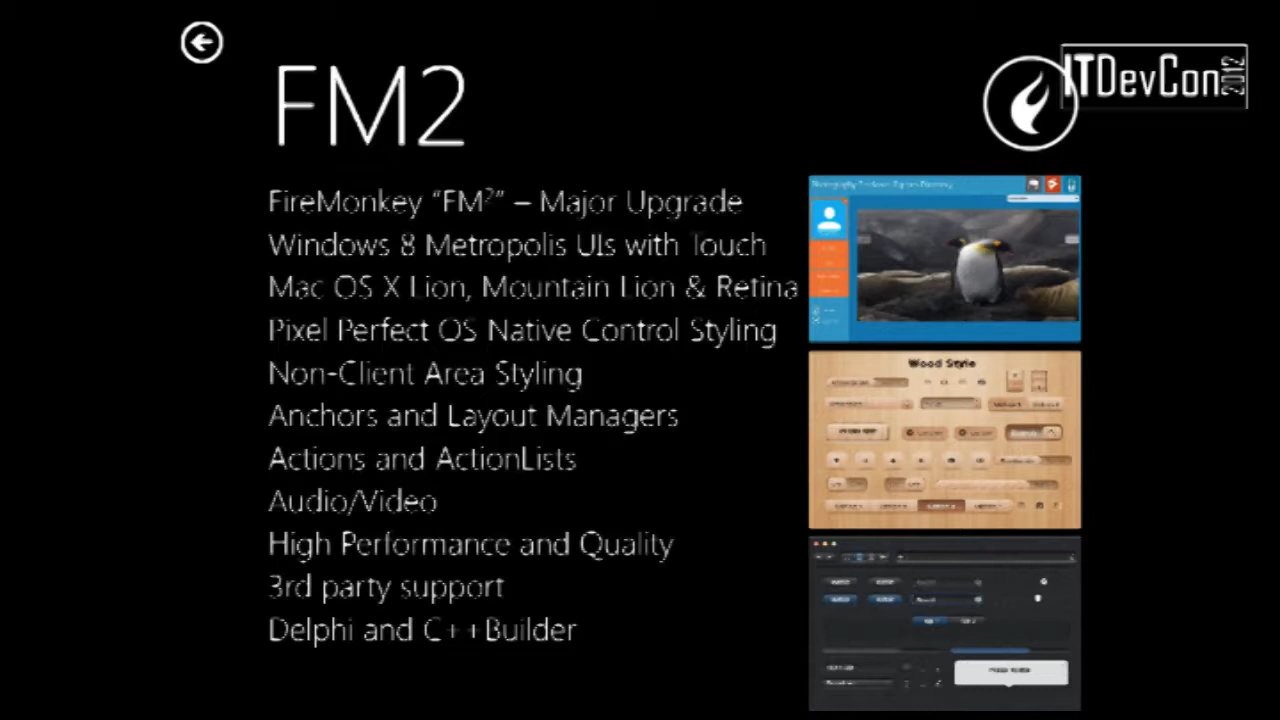 FM2
ITDevCon 2012
FireMonkey “FM²” – Major Upgrade
Windows 8 Metropolis UIs with Touch
Mac OS X Lion, Mountain Lion & Retina
Pixel Perfect OS Native Control Styling
Non-Client Area Styling
Anchors and Layout Managers
Actions and ActionLists
Audio/Video
High Performance and Quality
3rd party support
Delphi and C++Builder
Wood Style